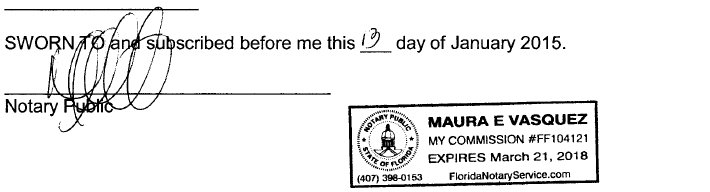 SWORN TO and subscribed before me this 13 day of January 2015.
Notary Public
MAURA E VASQUEZ
MY COMMISSION #FF104121
EXPIRES March 21, 2018
FloridaNotaryService.com
NOTARY PUBLIC
STATE OF FLORIDA
(407) 398-0153